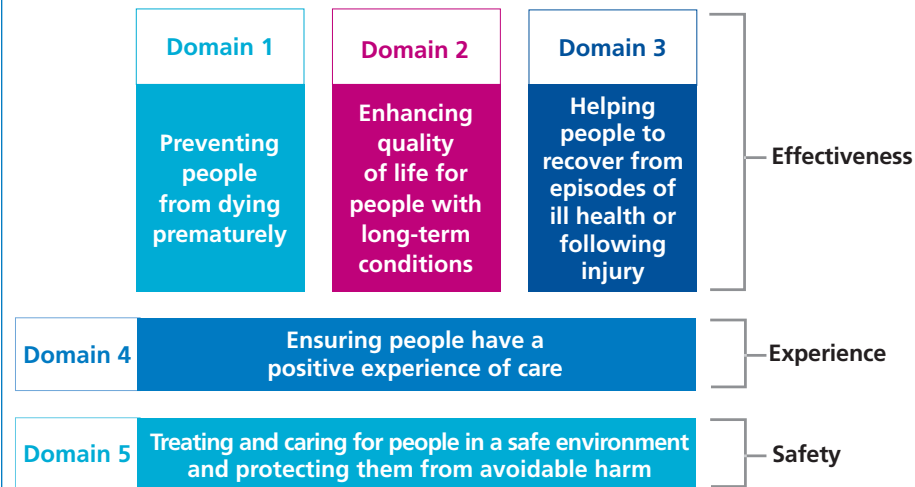 Domain 1
Preventing
people
from dying
prematurely
Domain 2
Enhancing
quality
of life for
people with
long-term
conditions
Domain 3
Helping
people to
recover from
episodes of
ill health or
following
injury
Effectiveness
Domain 4
Ensuring people have a
positive experience of care
Experience
Domain 5
Treating and caring for people in a safe environment
and protecting them from avoidable harm
Safety